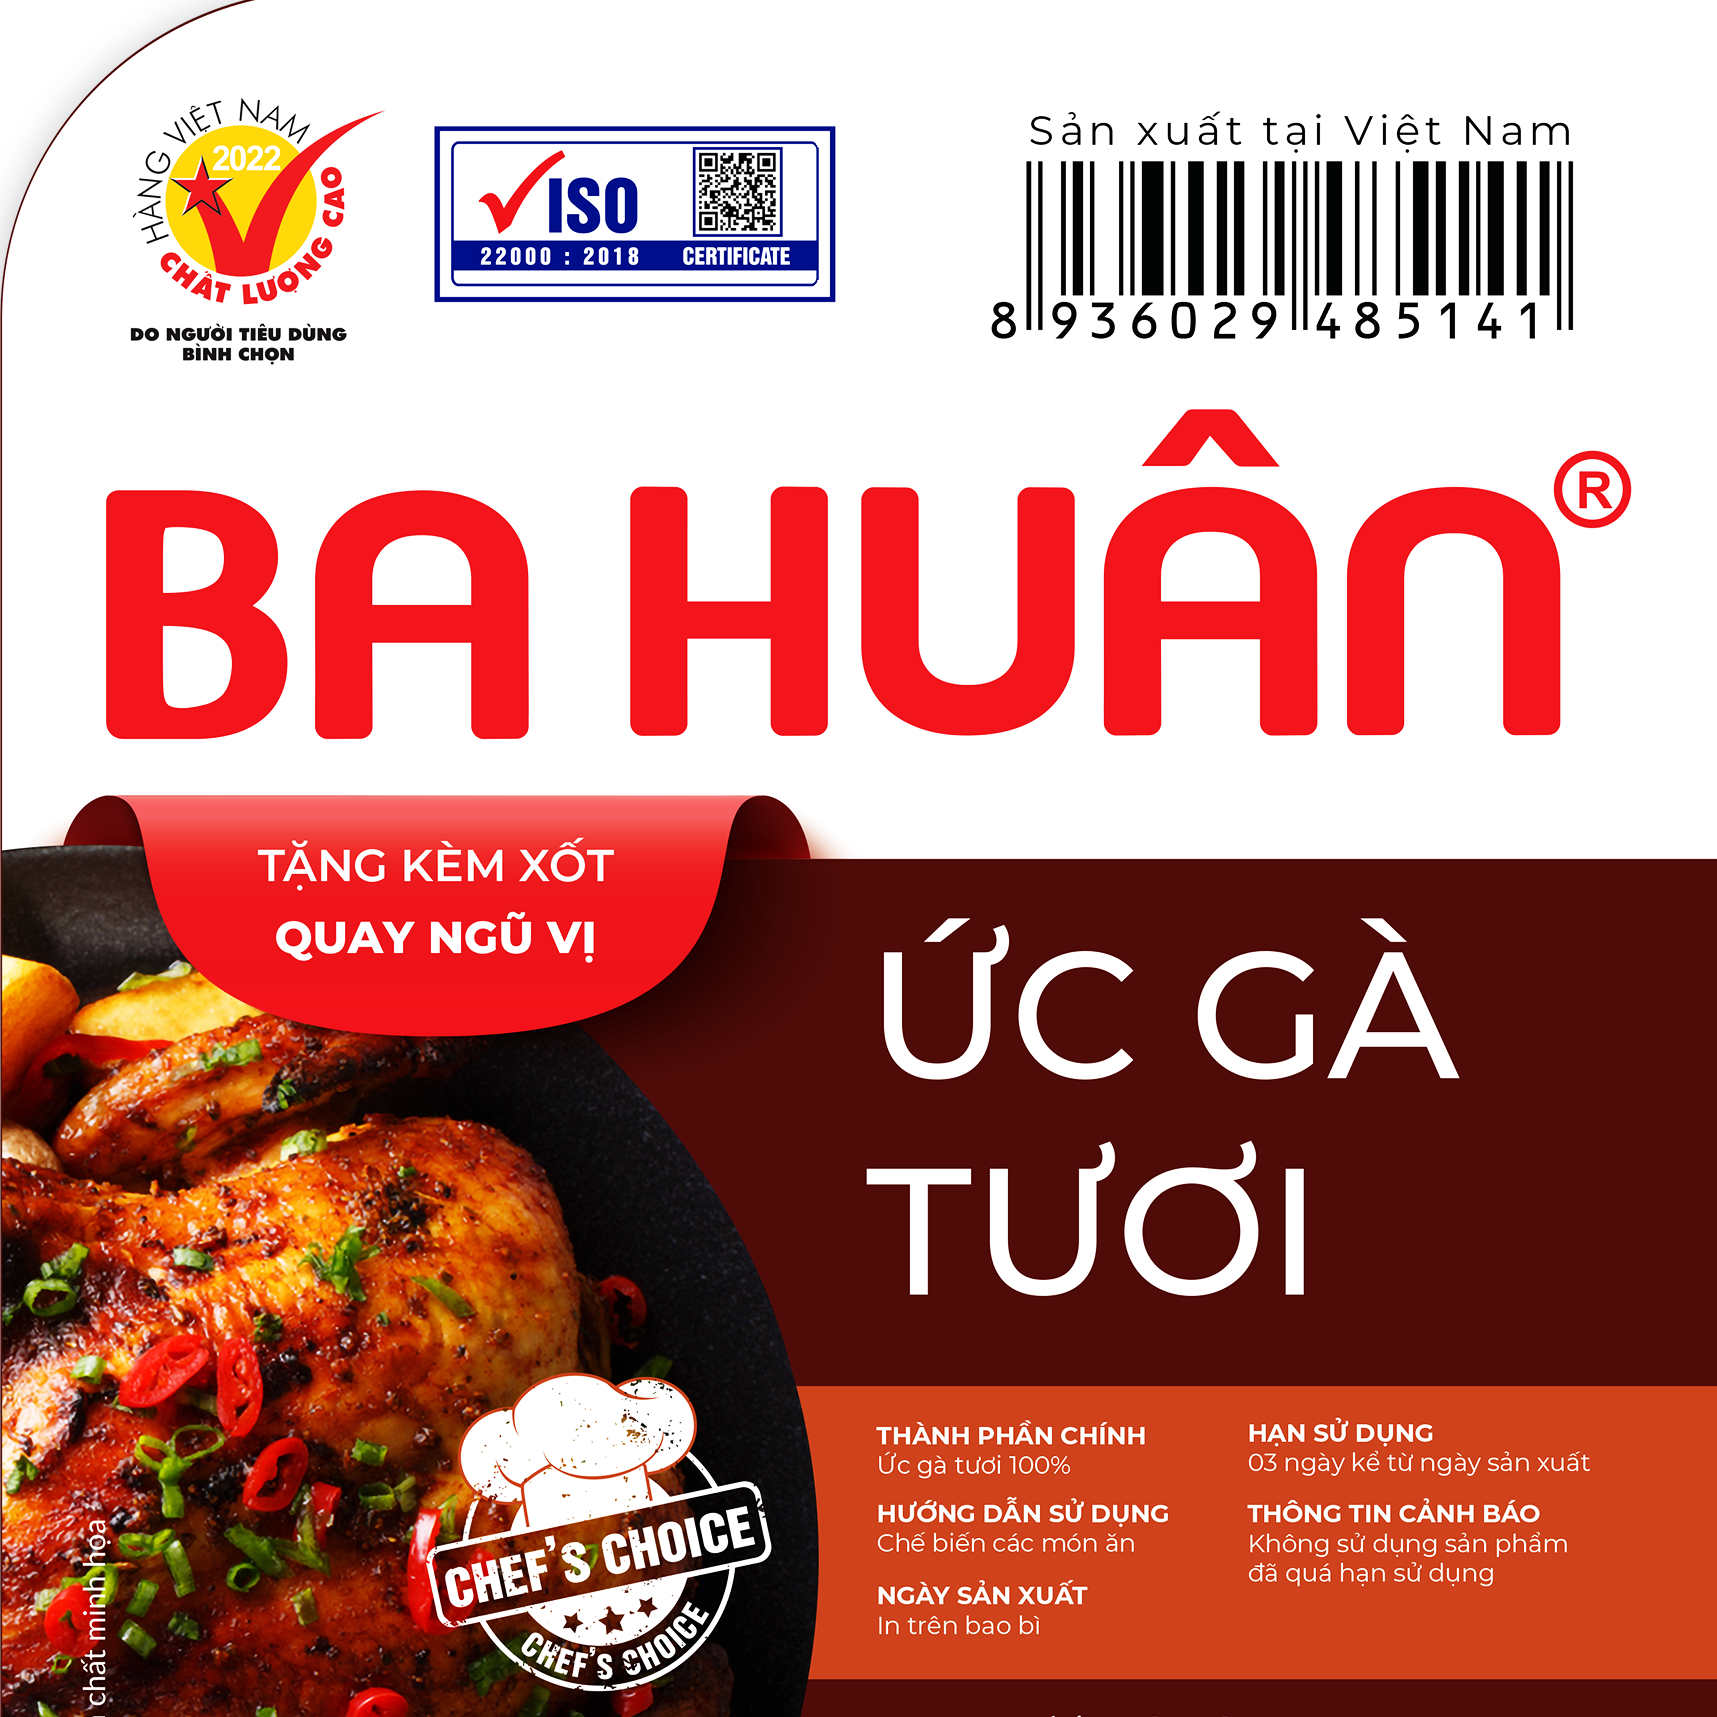 HÀNG VIỆT NAM
2022
CHẤT LƯỢNG CAO
DO NGƯỜI TIÊU DÙNG
BÌNH CHỌN
ISO
22000 : 2018 CERTIFICATE
Sản xuất tại Việt Nam
8 936029 485141
BA HUÂN®
TẶNG KÈM XỐT
QUAY NGŨ VỊ
ỨC GÀ
TƯƠI
THÀNH PHẦN CHÍNH
Ức gà tươi 100%
HƯỚNG DẪN SỬ DỤNG
Chế biến các món ăn
NGÀY SẢN XUẤT
In trên bao bì
HẠN SỬ DỤNG
03 ngày kể từ ngày sản xuất
THÔNG TIN CẢNH BÁO
Không sử dụng sản phẩm
đã quá hạn sử dụng
CHEF'S CHOICE
CHEF'S CHOICE
chất minh họa